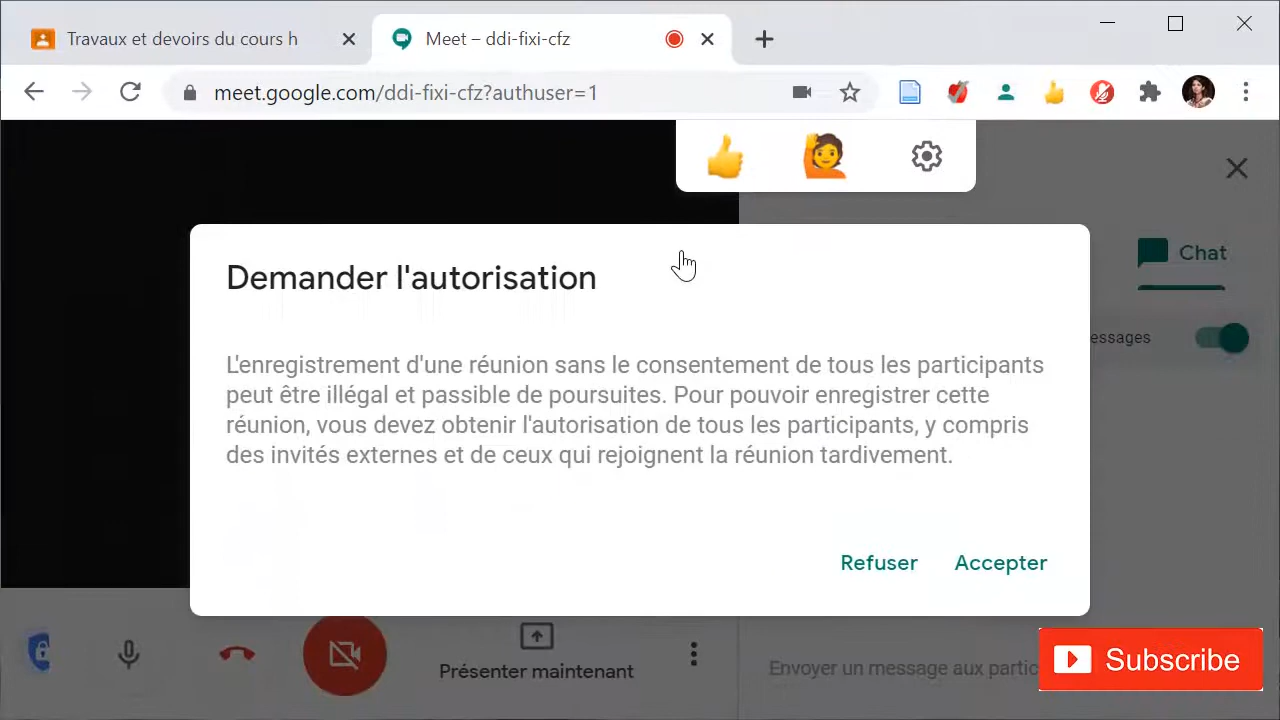 Travaux et devoirs du cours h
Meet – ddi-fixi-cfz
meet.google.com/ddi-fixi-cfz?authuser=1
Chat
Demander l'autorisation
essages
L'enregistrement d'une réunion sans le consentement de tous les participants
peut être illégal et passible de poursuites. Pour pouvoir enregistrer cette
réunion, vous devez obtenir l'autorisation de tous les participants, y compris
des invités externes et de ceux qui rejoignent la réunion tardivement.
Refuser Accepter
Présenter maintenant
Envoyer un message aux partic
Subscribe